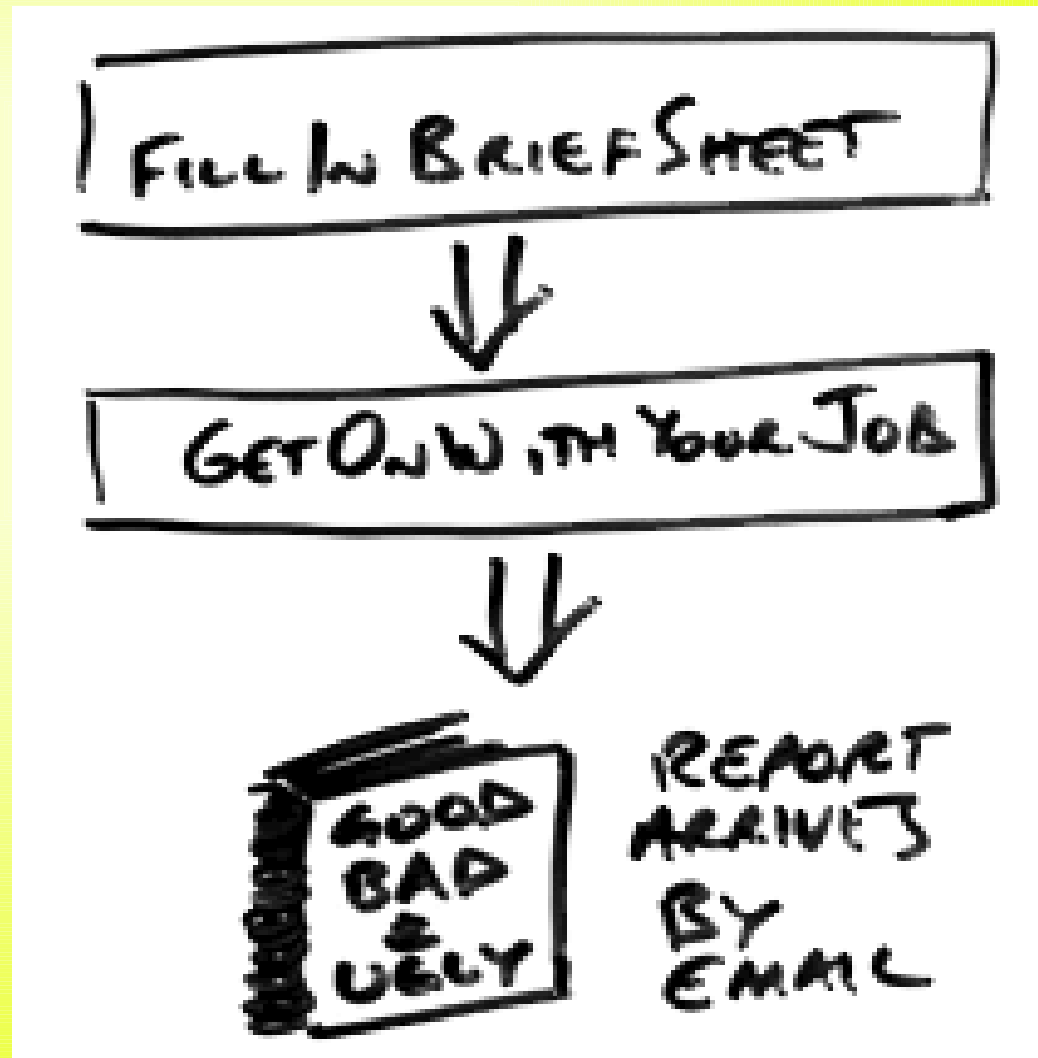 FILL IN BRIEF SHEET
GET ON WITH YOUR JOB
GOOD
BAD
&
UGLY
REPORT
ARRIVES
BY
EMAIL